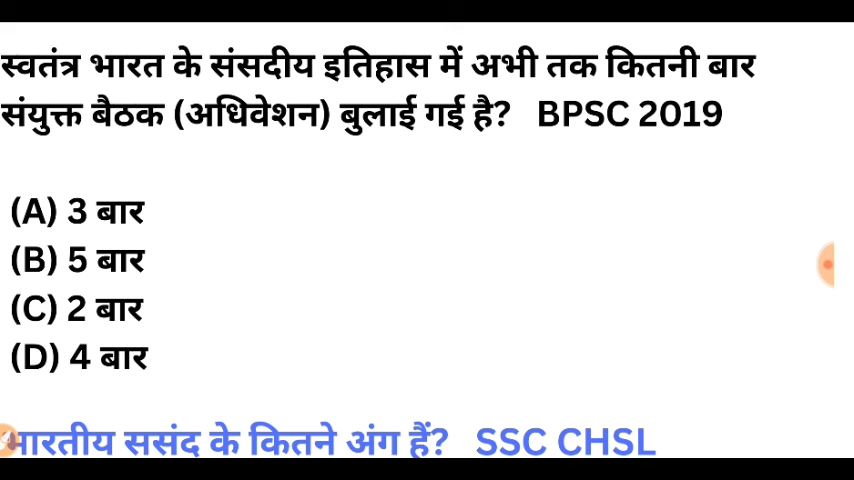 स्वतंत्र भारत के संसदीय इतिहास में अभी तक कितनी बार
संयुक्त बैठक (अधिवेशन) बुलाई गई है? BPSC 2019
(A) 3 बार
(B) 5 बार
(C) 2 बार
(D) 4 बार
भारतीय ससंद के कितने अंग हैं? SSC CHSL